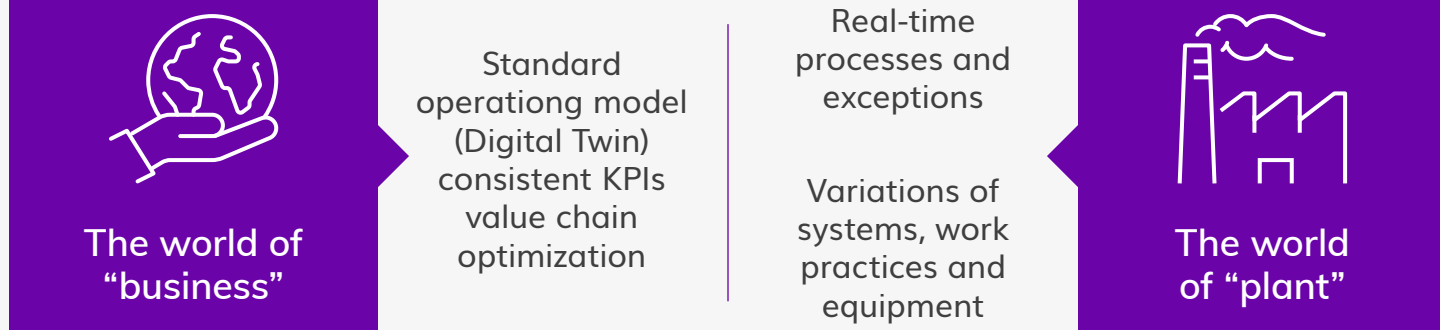 The world of
“business”
Standard
operationg model
(Digital Twin)
consistent KPIs
value chain
optimization
Real-time
processes and
exceptions
Variations of
systems, work
practices and
equipment
The world
of “plant”